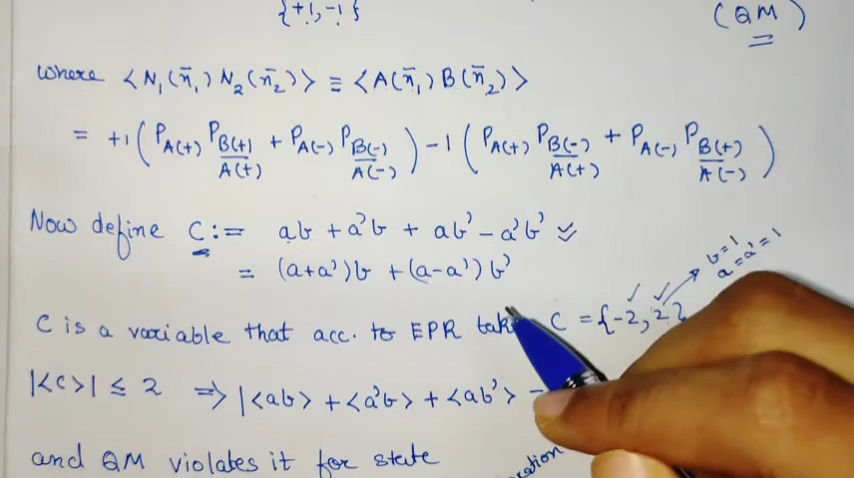 {+1,-1}
(QM)
where <N₁(n̄₁) N₂(n̄₂)> ≡ <A(n̄₁) B(n̄₂)>
= +1(P_A(+) P_B(+)/A(+) + P_A(-) P_B(-)/A(-)) -1(P_A(+) P_B(-)/A(+) + P_A(-) P_B(+)/A(-))
Now define C := ab + a'b + ab' - a'b'
= (a+a')b + (a-a')b'
b=1
a=a'=1
C is a variable that acc. to EPR C = {-2, 2}
|<C>| ≤ 2 ⇒ |<ab> + <a'b> + <ab'> -
and QM violates it for state